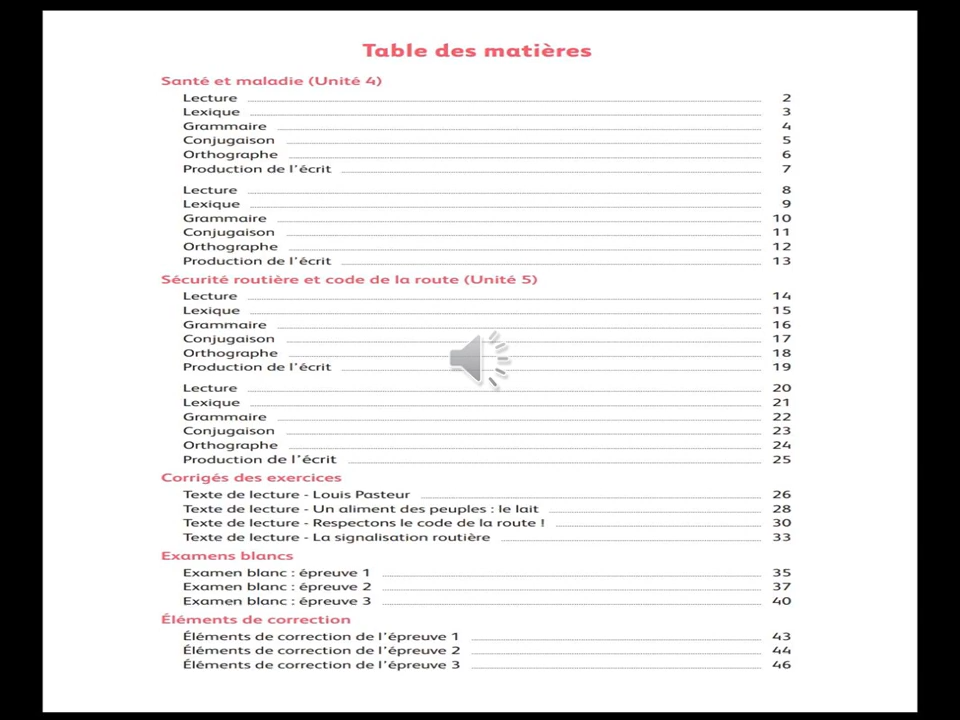 Table des matières
Santé et maladie (Unité 4)
Lecture 2
Lexique 3
Grammaire 4
Conjugaison 5
Orthographe 6
Production de l'écrit 7
Lecture 8
Lexique 9
Grammaire 10
Conjugaison 11
Orthographe 12
Production de l'écrit 13
Sécurité routière et code de la route (Unité 5)
Lecture 14
Lexique 15
Grammaire 16
Conjugaison 17
Orthographe 18
Production de l'écrit 19
Lecture 20
Lexique 21
Grammaire 22
Conjugaison 23
Orthographe 24
Production de l'écrit 25
Corrigés des exercices
Texte de lecture - Louis Pasteur 26
Texte de lecture - Un aliment des peuples : le lait 28
Texte de lecture - Respectons le code de la route ! 30
Texte de lecture - La signalisation routière 33
Examens blancs
Examen blanc : épreuve 1 35
Examen blanc : épreuve 2 37
Examen blanc : épreuve 3 40
Éléments de correction
Éléments de correction de l'épreuve 1 43
Éléments de correction de l'épreuve 2 44
Éléments de correction de l'épreuve 3 46